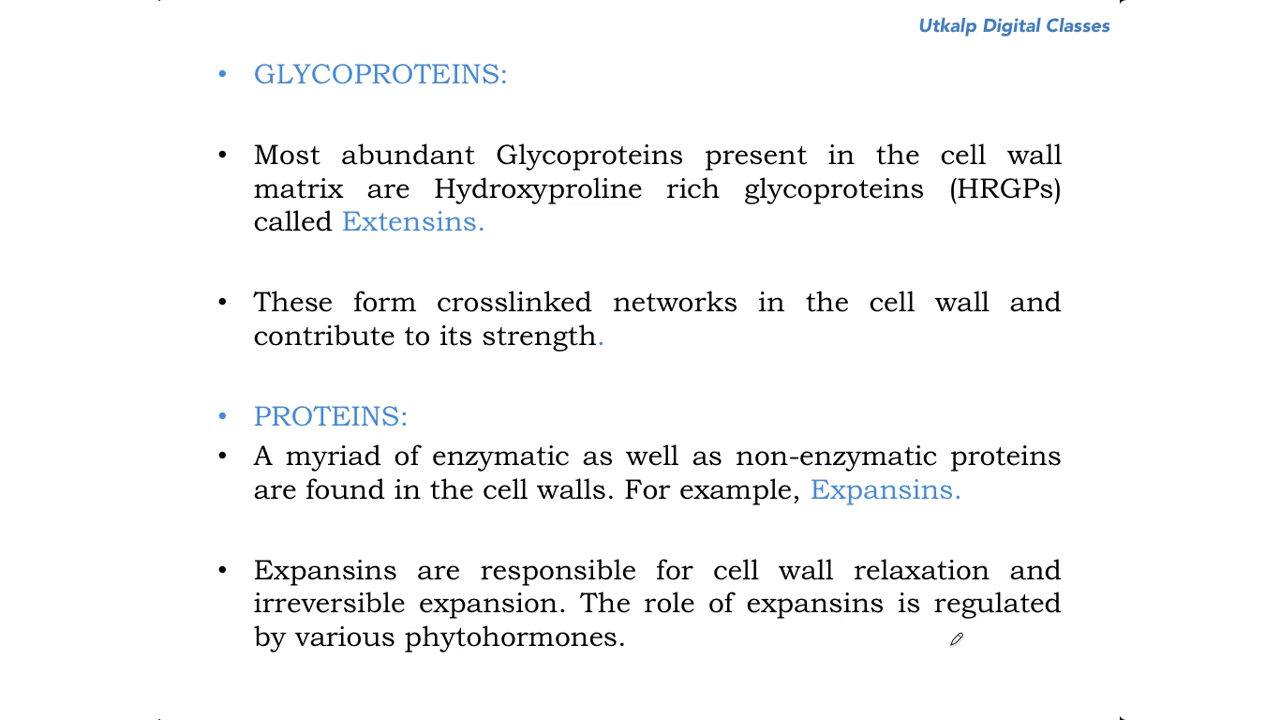 Utkalp Digital Classes
• GLYCOPROTEINS:
• Most abundant Glycoproteins present in the cell wall
matrix are Hydroxyproline rich glycoproteins (HRGPs)
called Extensins.
• These form crosslinked networks in the cell wall and
contribute to its strength.
• PROTEINS:
• A myriad of enzymatic as well as non-enzymatic proteins
are found in the cell walls. For example, Expansins.
• Expansins are responsible for cell wall relaxation and
irreversible expansion. The role of expansins is regulated
by various phytohormones.